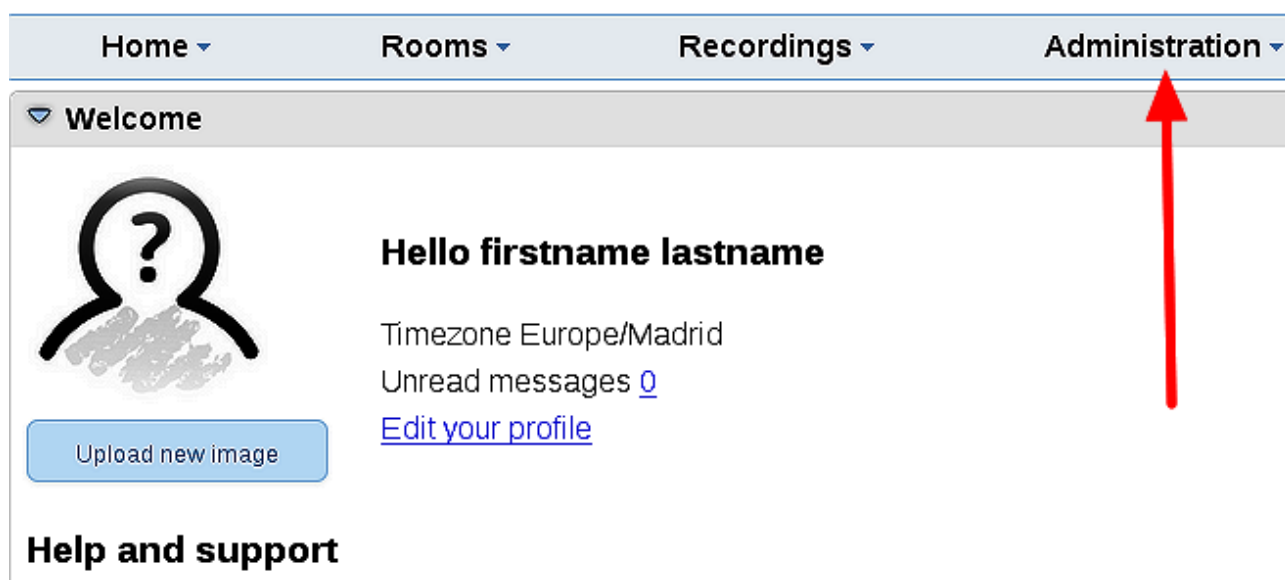 Home Rooms Recordings Administration
Welcome
?
Hello firstname lastname
Timezone Europe/Madrid
Unread messages 0
Edit your profile
Upload new image
Help and support